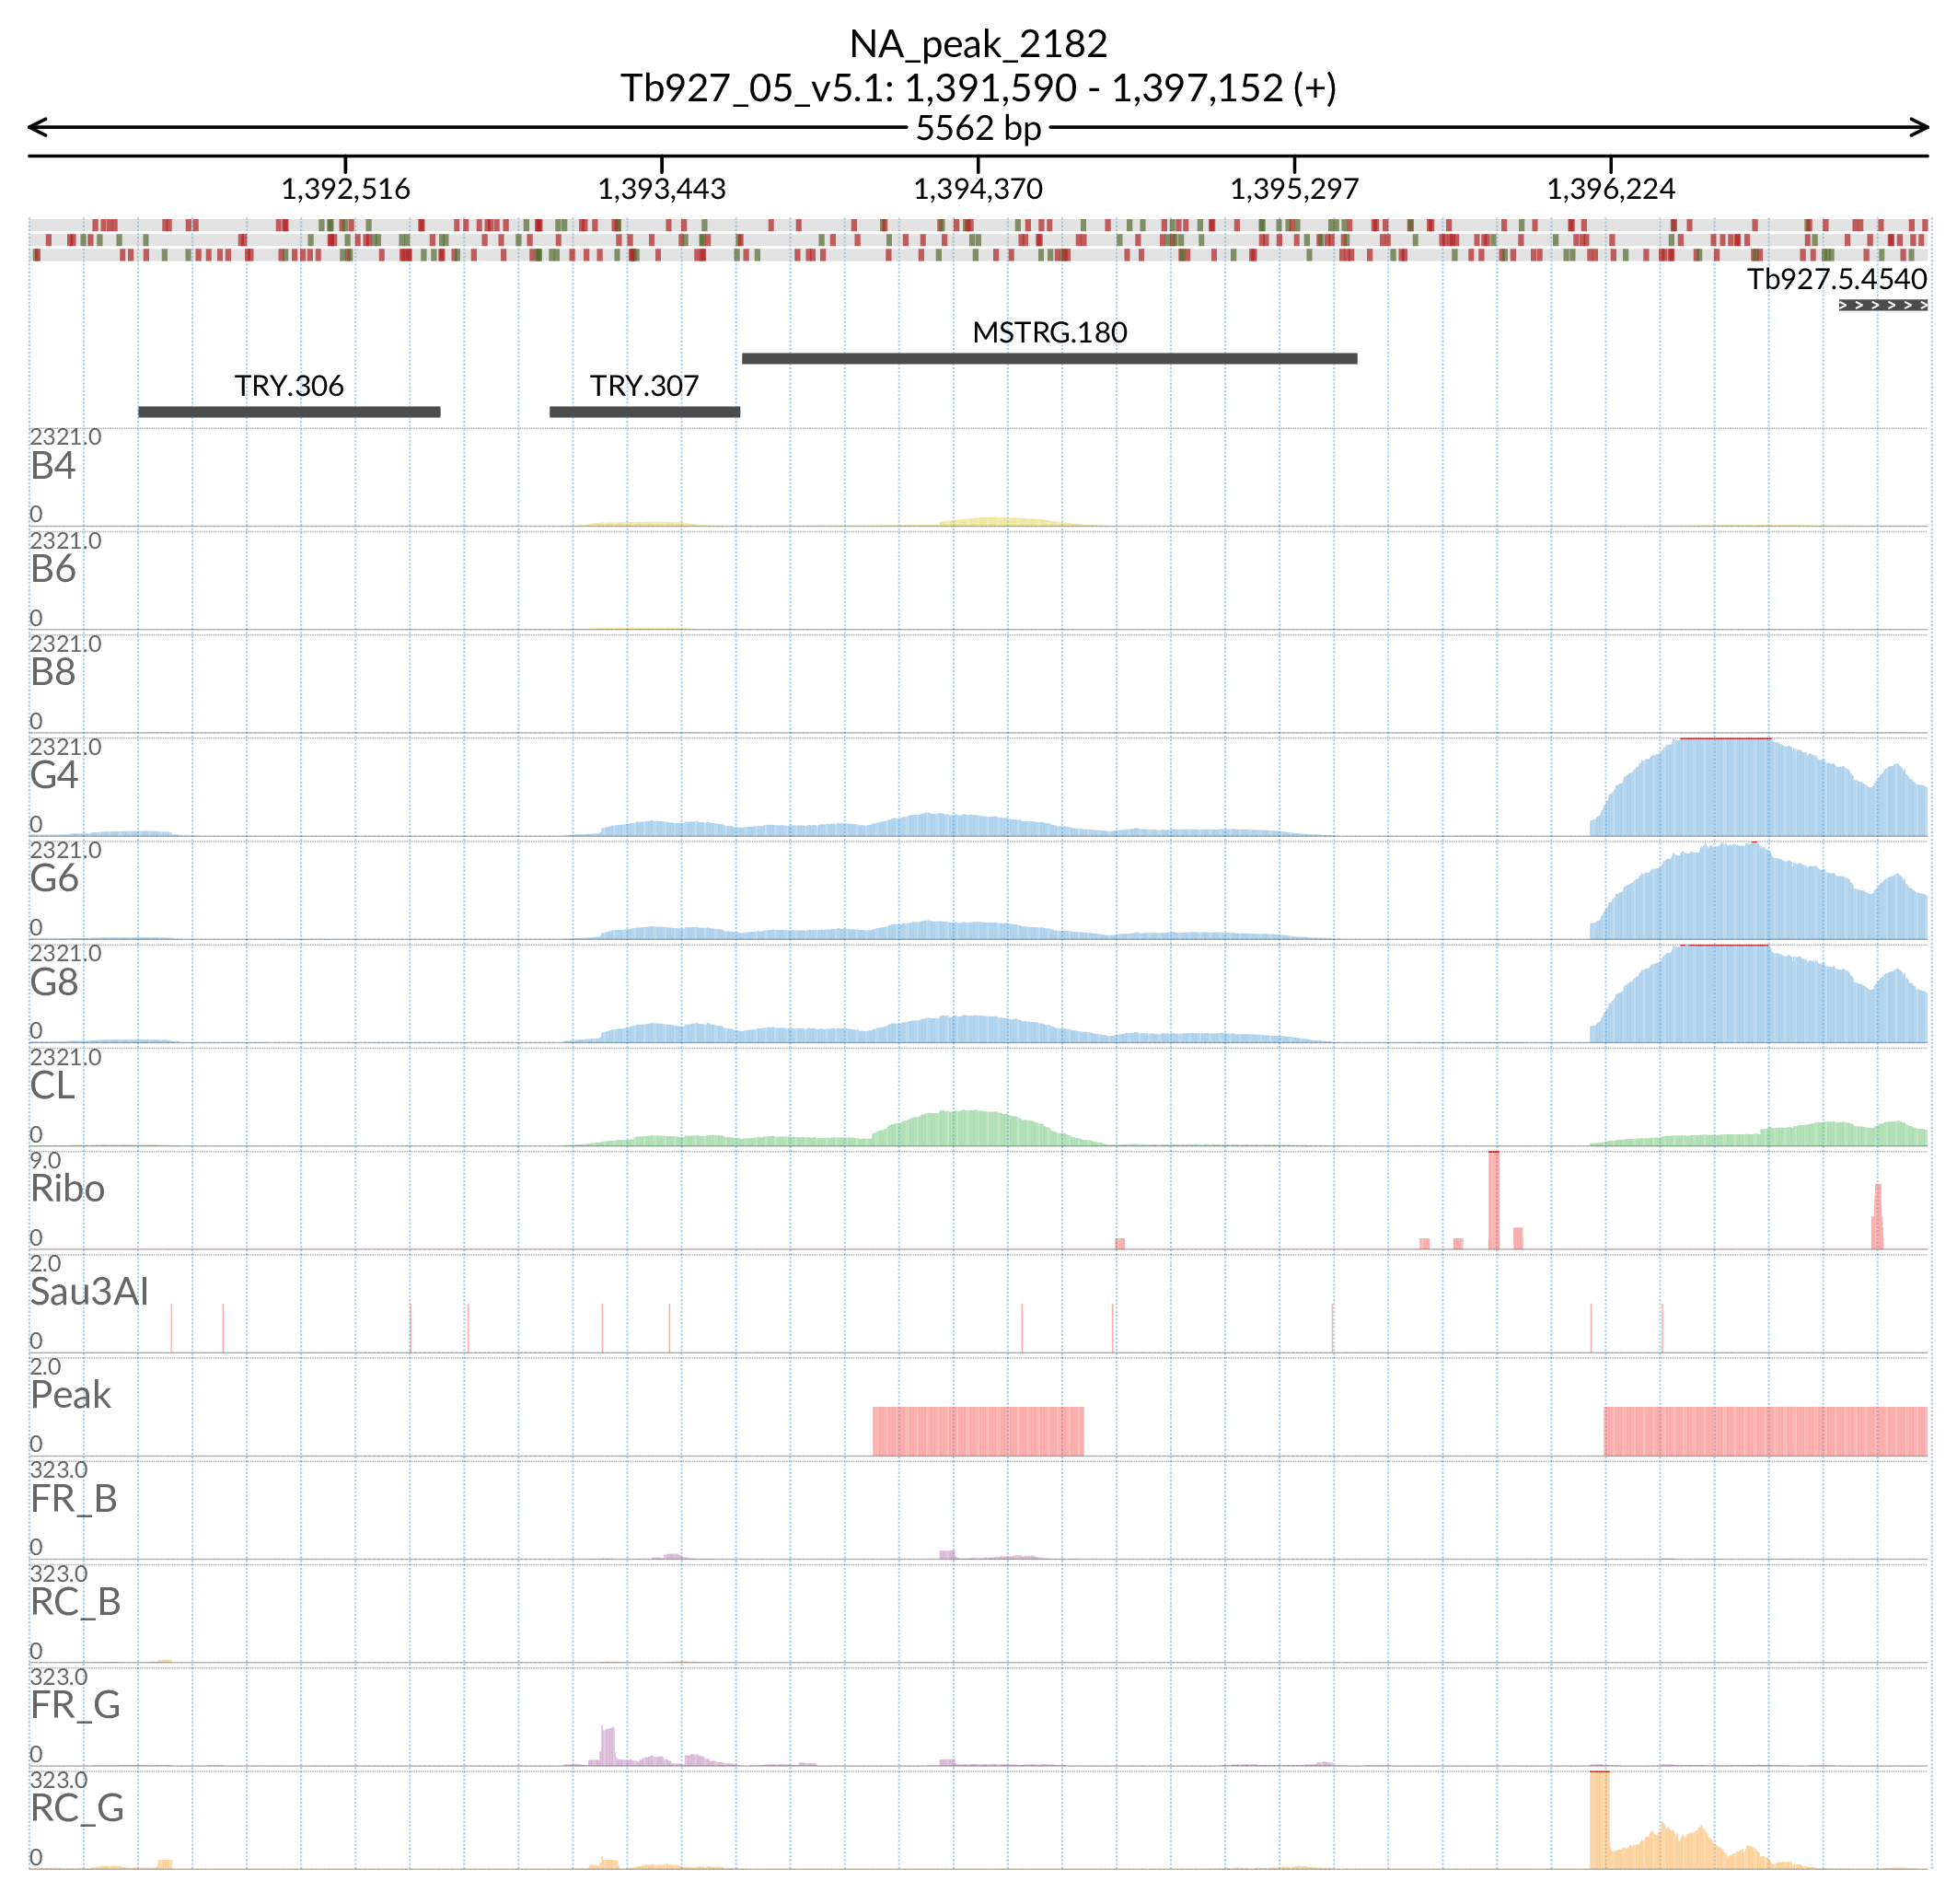 NA_peak_2182
Tb927_05_v5.1: 1,391,590 - 1,397,152 (+)
5562 bp
1,392,516 1,393,443 1,394,370 1,395,297 1,396,224
Tb927.5.4540
MSTRG.180
TRY.306 TRY.307
2321.0
B4
0
2321.0
B6
0
2321.0
B8
0
2321.0
G4
0
2321.0
G6
0
2321.0
G8
0
2321.0
CL
0
9.0
Ribo
0
2.0
Sau3AI
0
2.0
Peak
0
323.0
FR_B
0
323.0
RC_B
0
323.0
FR_G
0
323.0
RC_G
0